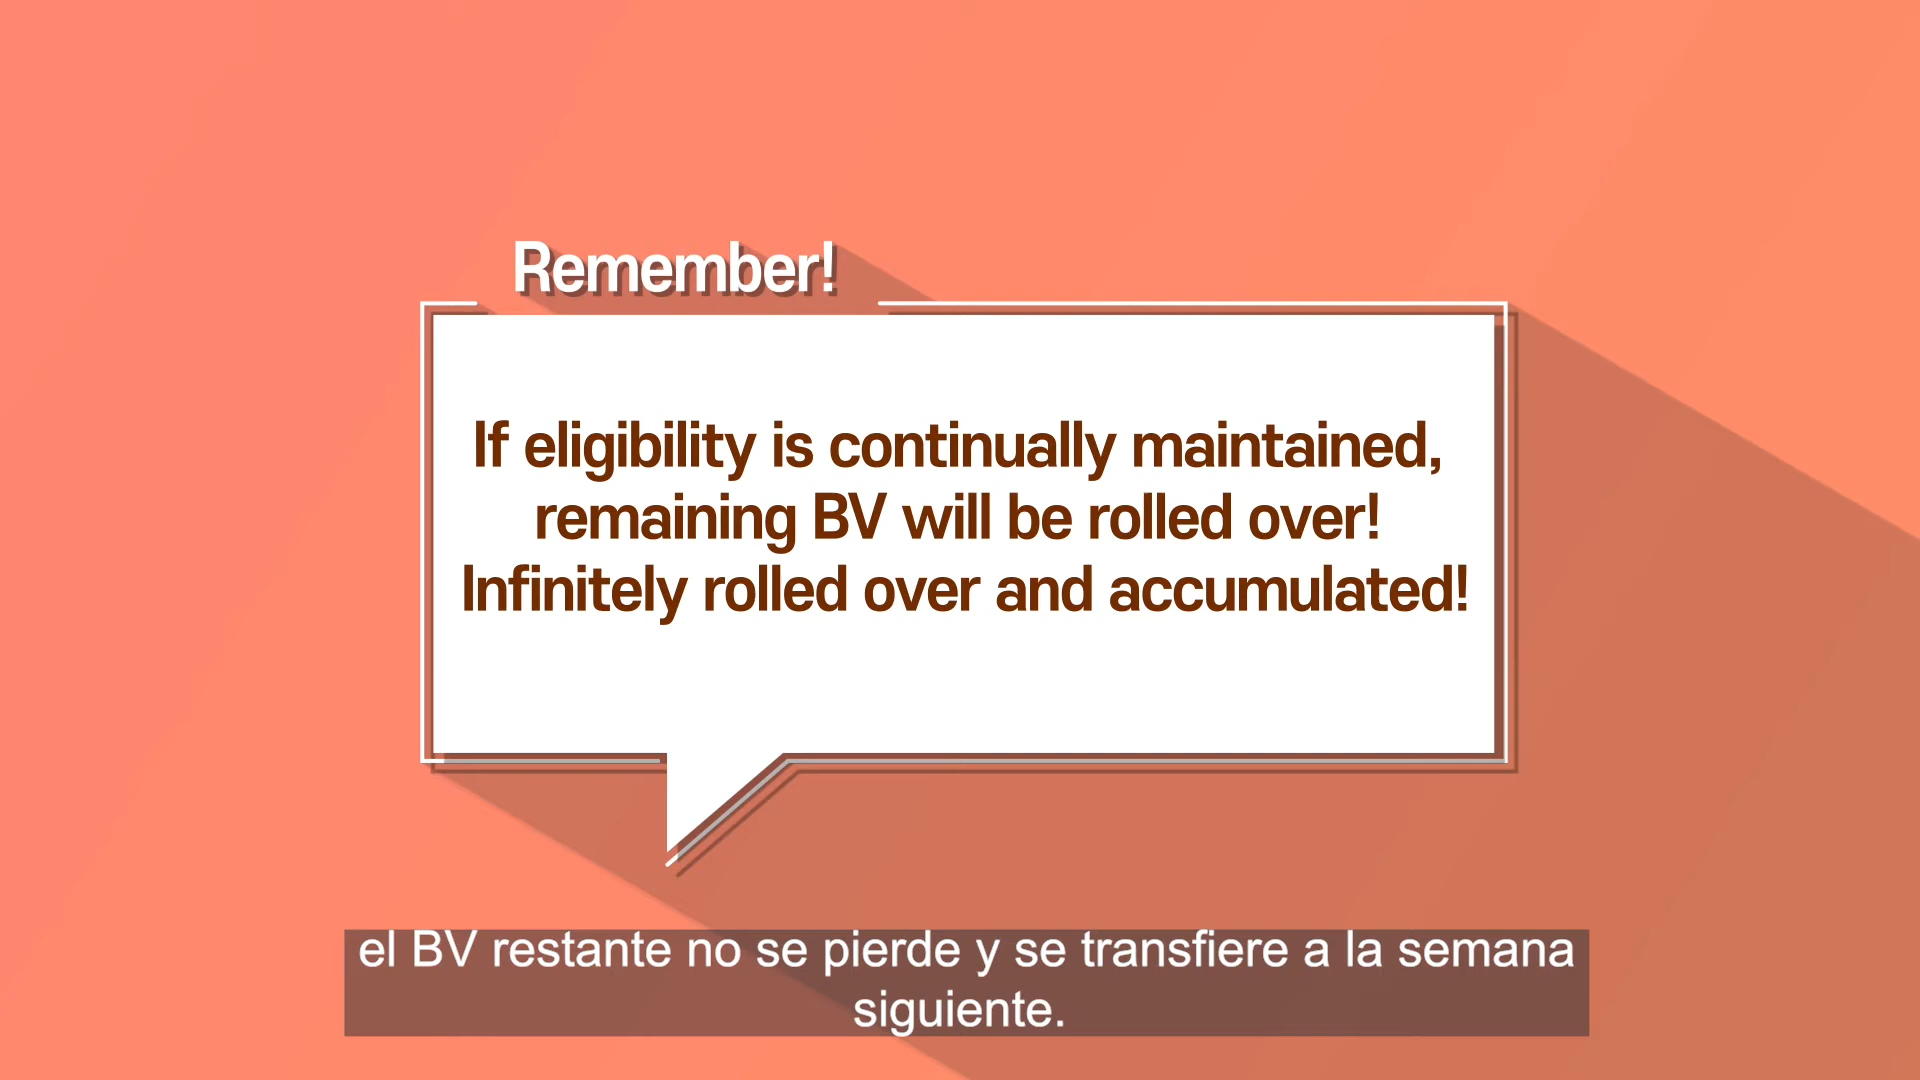 Remember!
If eligibility is continually maintained,
remaining BV will be rolled over!
Infinitely rolled over and accumulated!
el BV restante no se pierde y se transfiere a la semana
siguiente.